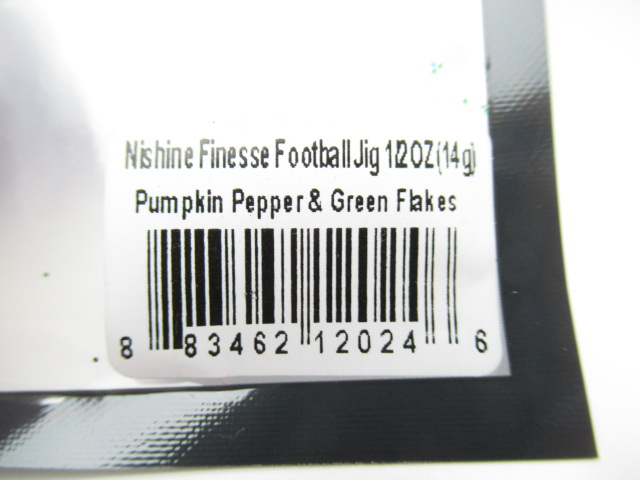 Nishine Finesse Football Jig 1/2OZ(14g)
Pumpkin Pepper & Green Flakes
8 83462 12024 6